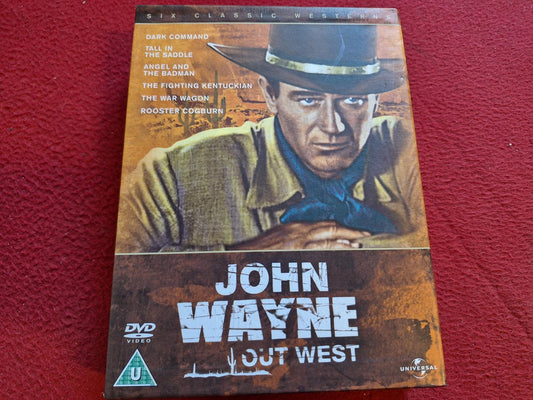 SIX CLASSIC WESTERNS
DARK COMMAND
TALL IN
THE SADDLE
ANGEL AND
THE BADMAN
THE FIGHTING KENTUCKIAN
THE WAR WAGON
ROOSTER COGBURN
JOHN
WAYNE
OUT WEST
DVD
VIDEO
U
UNIVERSAL